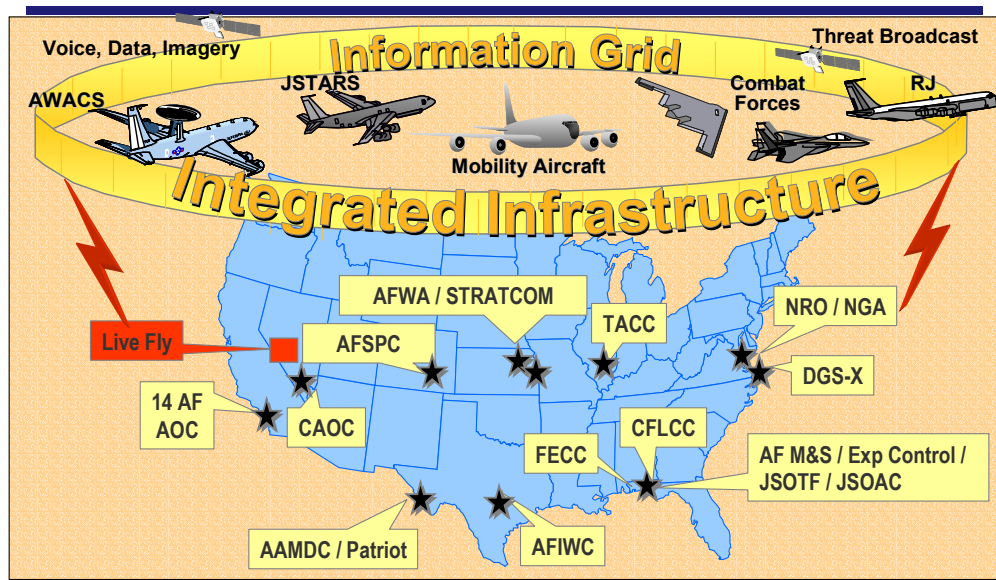 Voice, Data, Imagery
Information Grid
Threat Broadcast
AWACS
JSTARS
Mobility Aircraft
Combat
Forces
RJ
Integrated Infrastructure
AFWA / STRATCOM
TACC
NRO / NGA
Live Fly
AFSPC
DGS-X
14 AF
AOC
CAOC
FECC
CFLCC
AF M&S / Exp Control /
JSOTF / JSOAC
AAMDC / Patriot
AFIWC